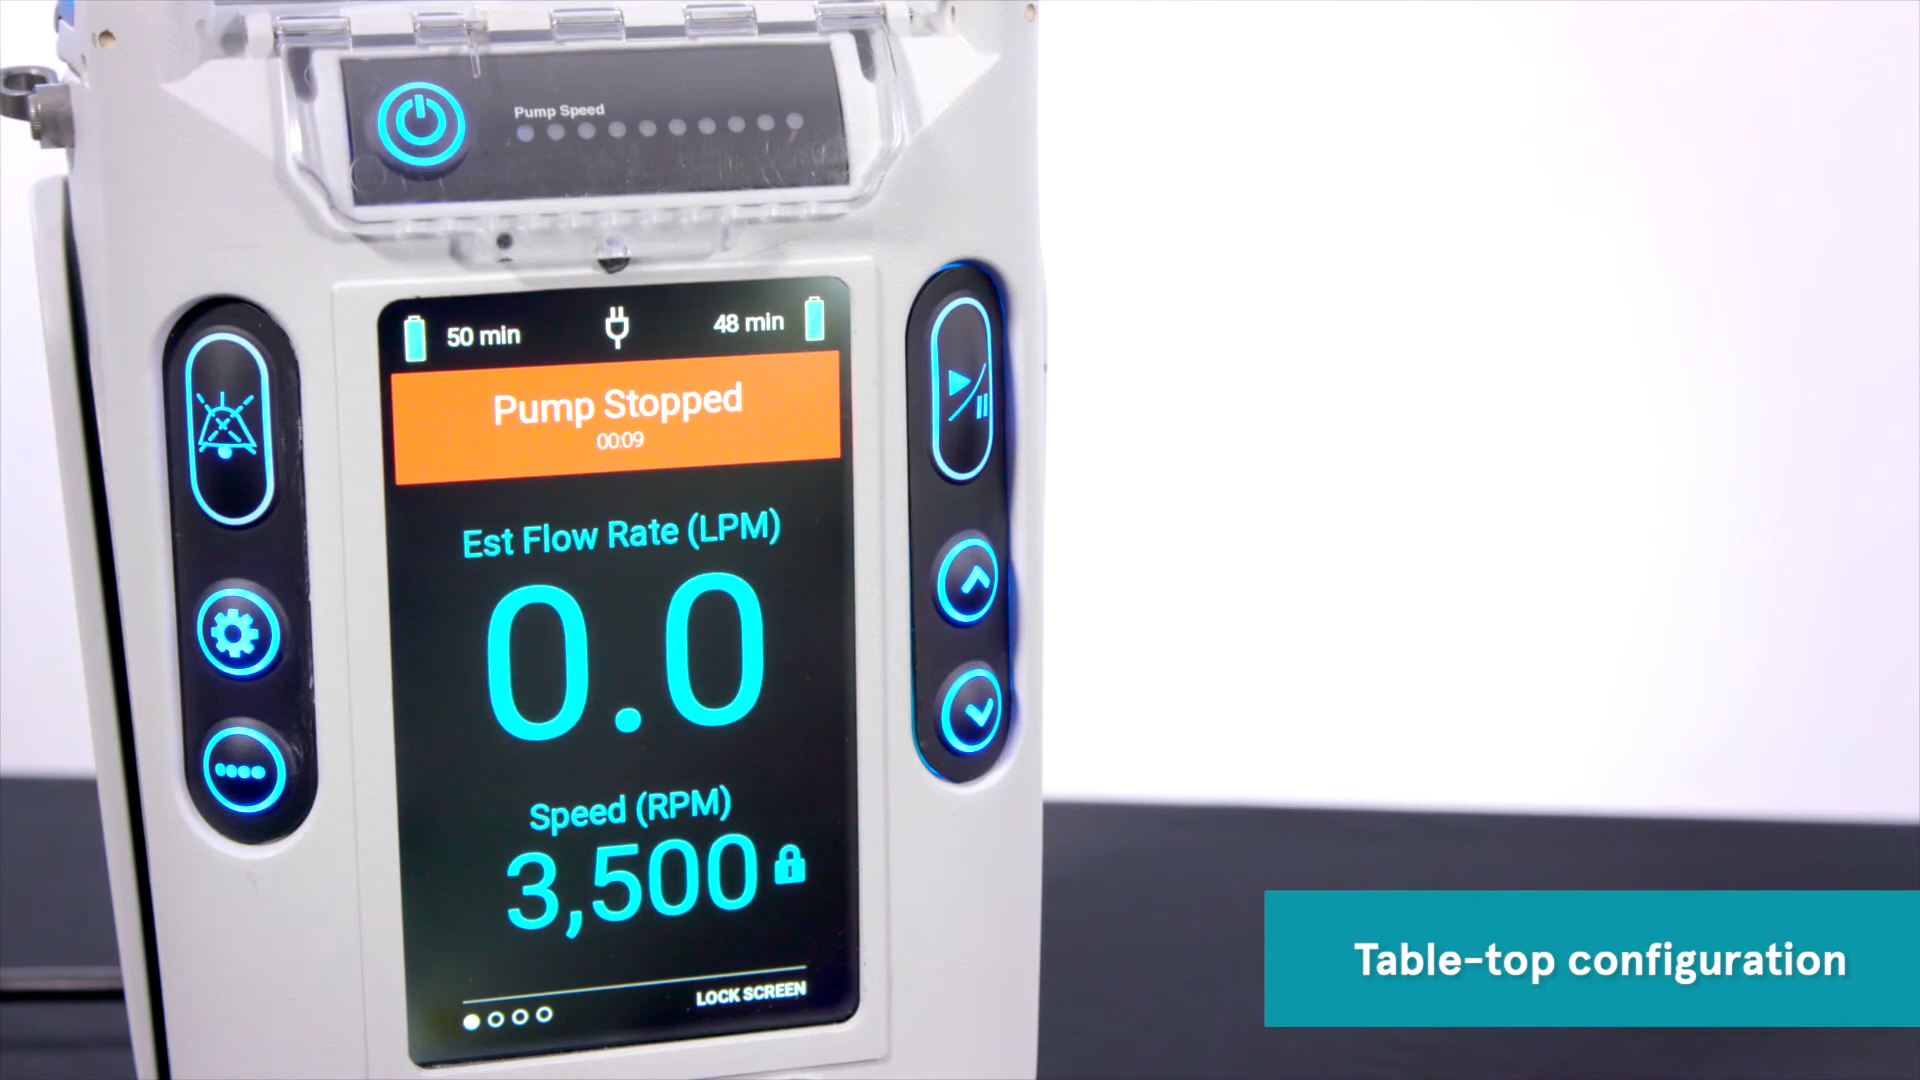 Pump Speed
50 min
48 min
Pump Stopped
00:09
Est Flow Rate (LPM)
0.0
Speed (RPM)
3,500
LOCK SCREEN
Table-top configuration